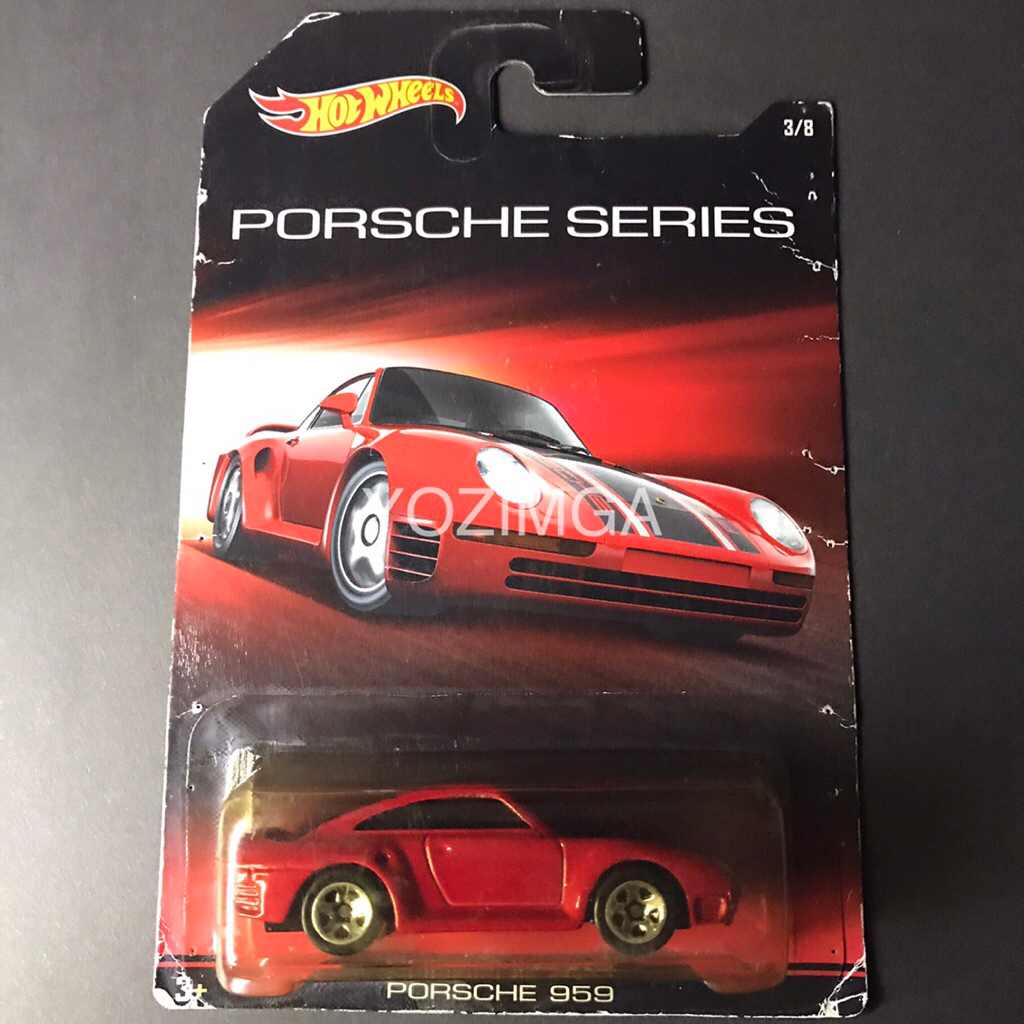 HOT WHEELS
3/8
PORSCHE SERIES
YOZIMGA
3+
PORSCHE 959